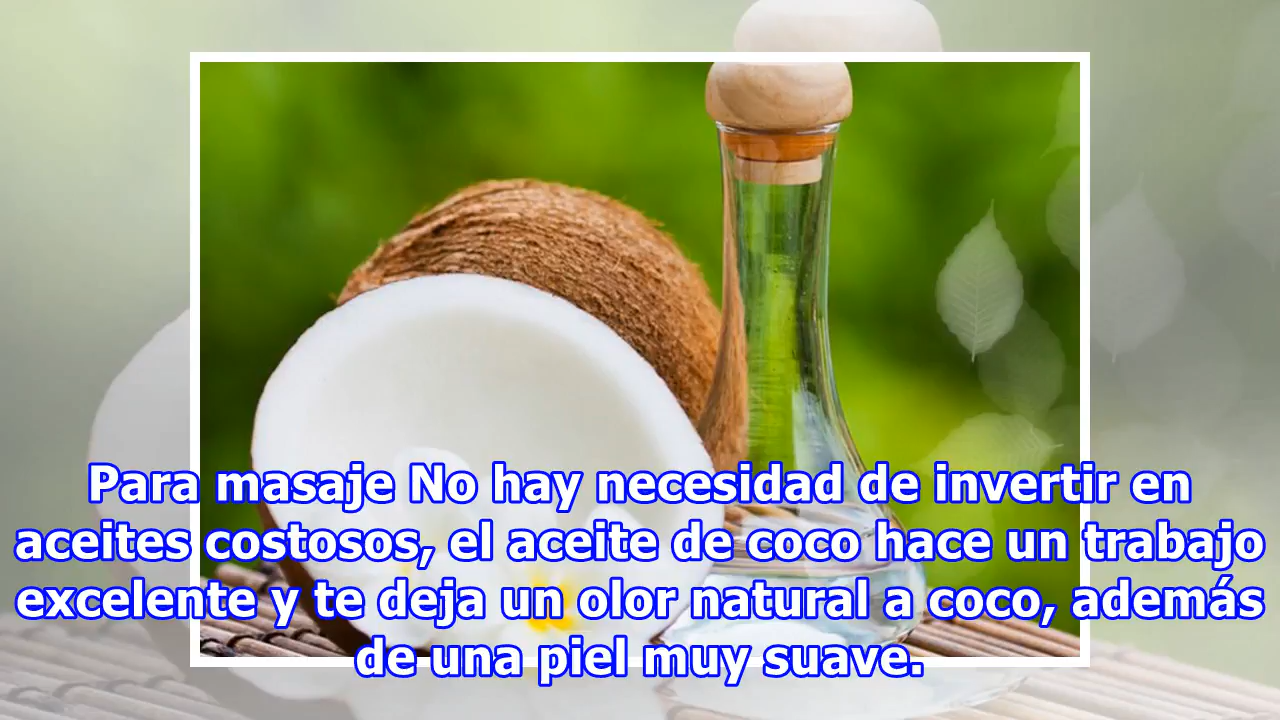 Para masaje No hay necesidad de invertir en
aceites costosos, el aceite de coco hace un trabajo
excelente y te deja un olor natural a coco, además
de una piel muy suave.